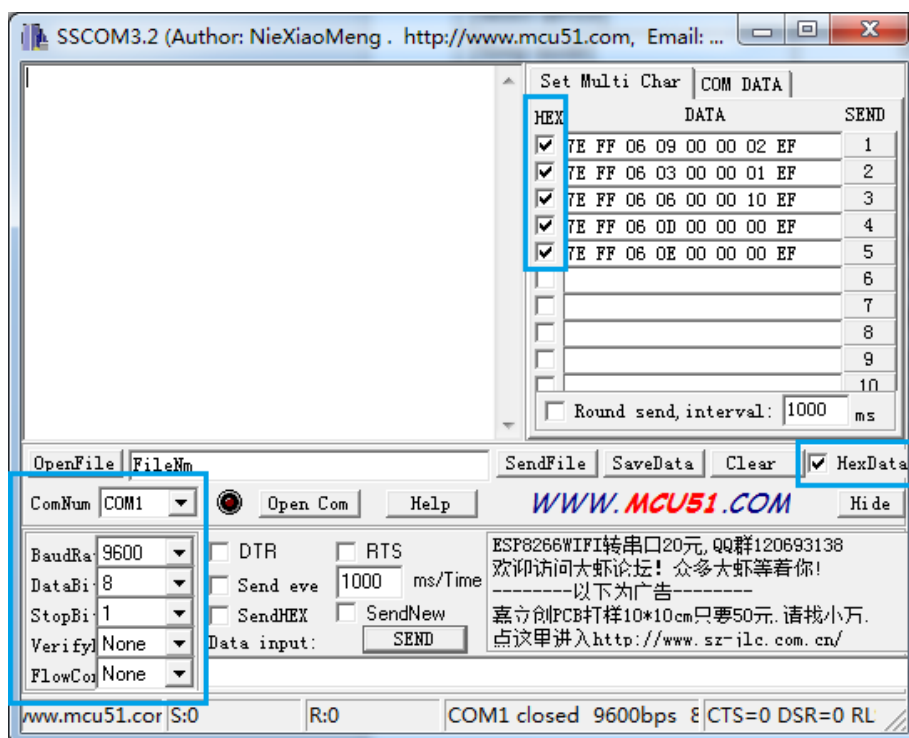 SSCOM3.2 (Author: NieXiaoMeng .  http://www.mcu51.com,  Email: ...
Set Multi Char COM DATA
HEX DATA SEND
7E FF 06 09 00 00 02 EF 1
7E FF 06 03 00 00 01 EF 2
7E FF 06 06 00 00 10 EF 3
7E FF 06 0D 00 00 00 EF 4
7E FF 06 0E 00 00 00 EF 5
6
7
8
9
10
Round send,interval: 1000 ms
OpenFile FileNm SendFile SaveData Clear HexData
ComNum COM1 Open Com Help WWW.MCU51.COM Hide
BaudRa 9600 DTR RTS
DataBi 8 Send eve 1000 ms/Time
StopBi 1 SendHEX SendNew
Verify None Data input: SEND
FlowCo None
ESP8266WIFI转串口20元,QQ群120693138
欢迎访问大虾论坛! 众多大虾等着你!
--------以下为广告--------
嘉立创PCB打样10*10cm只要50元.请找小万.
点这里进入http://www.sz-jlc.com.cn/
www.mcu51.cor S:0 R:0 COM1 closed 9600bps 8 CTS=0 DSR=0 RL